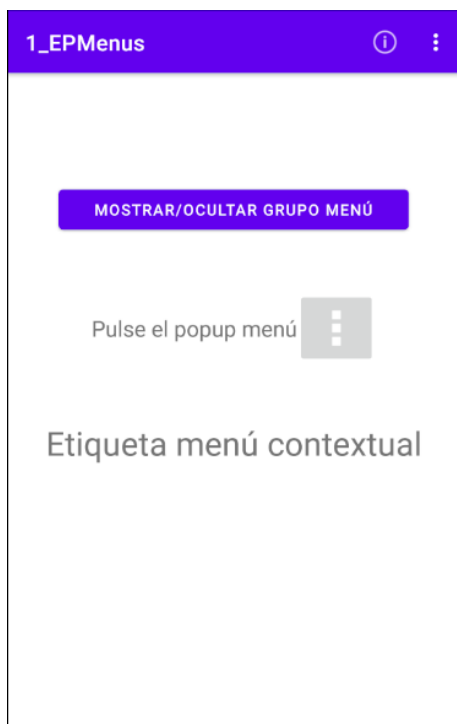 1_EPMenus
MOSTRAR/OCULTAR GRUPO MENÚ
Pulse el popup menú
Etiqueta menú contextual